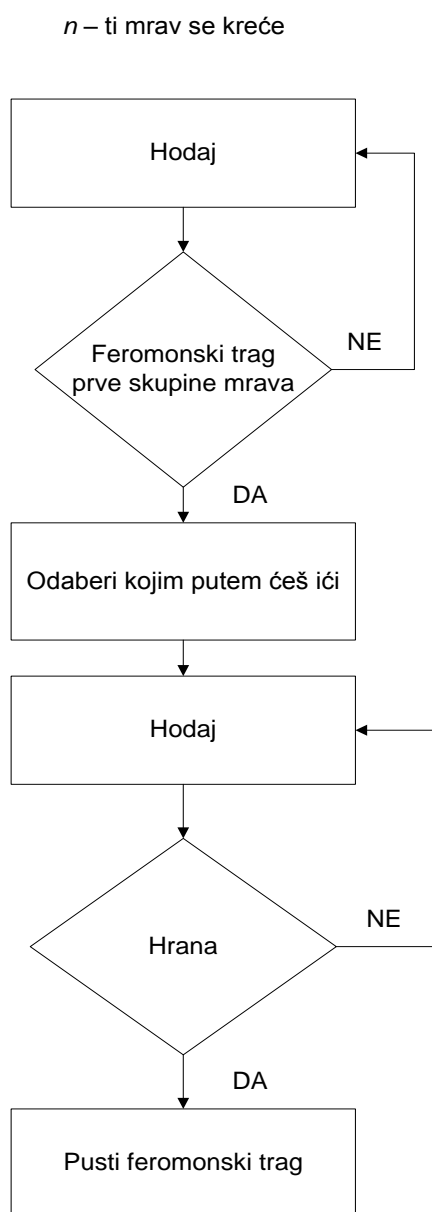 n – ti mrav se kreće
Hodaj
Feromonski trag
prve skupine mrava
NE
DA
Odaberi kojim putem ćeš ići
Hodaj
Hrana
NE
DA
Pusti feromonski trag